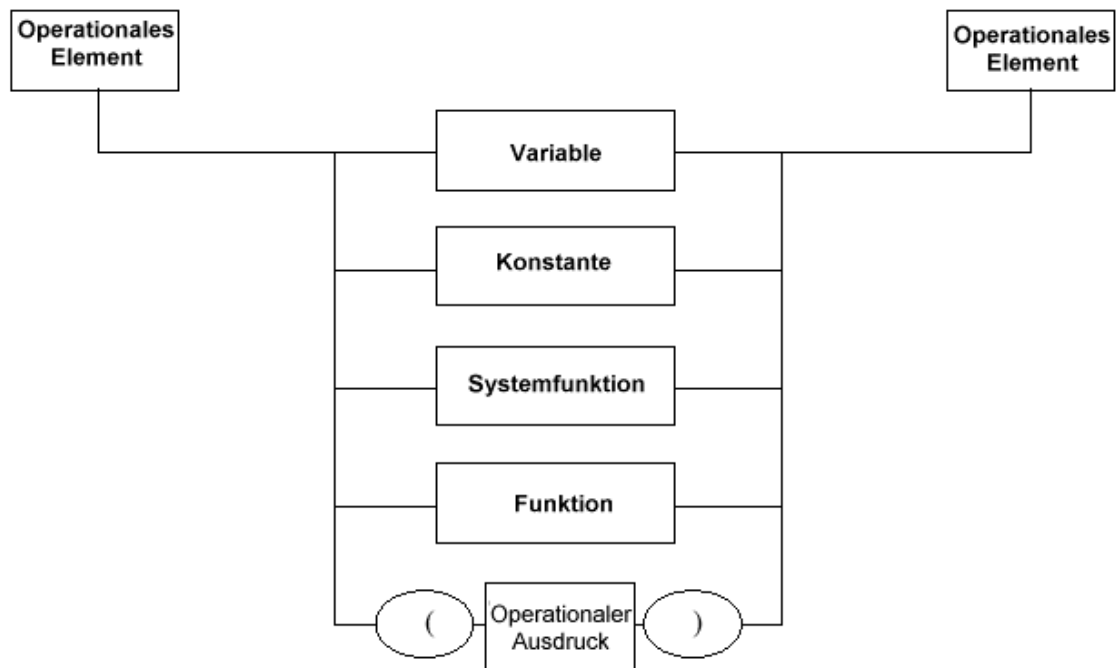 Operationales
Element
Operationales
Element
Variable
Konstante
Systemfunktion
Funktion
( Operationaler )
Ausdruck